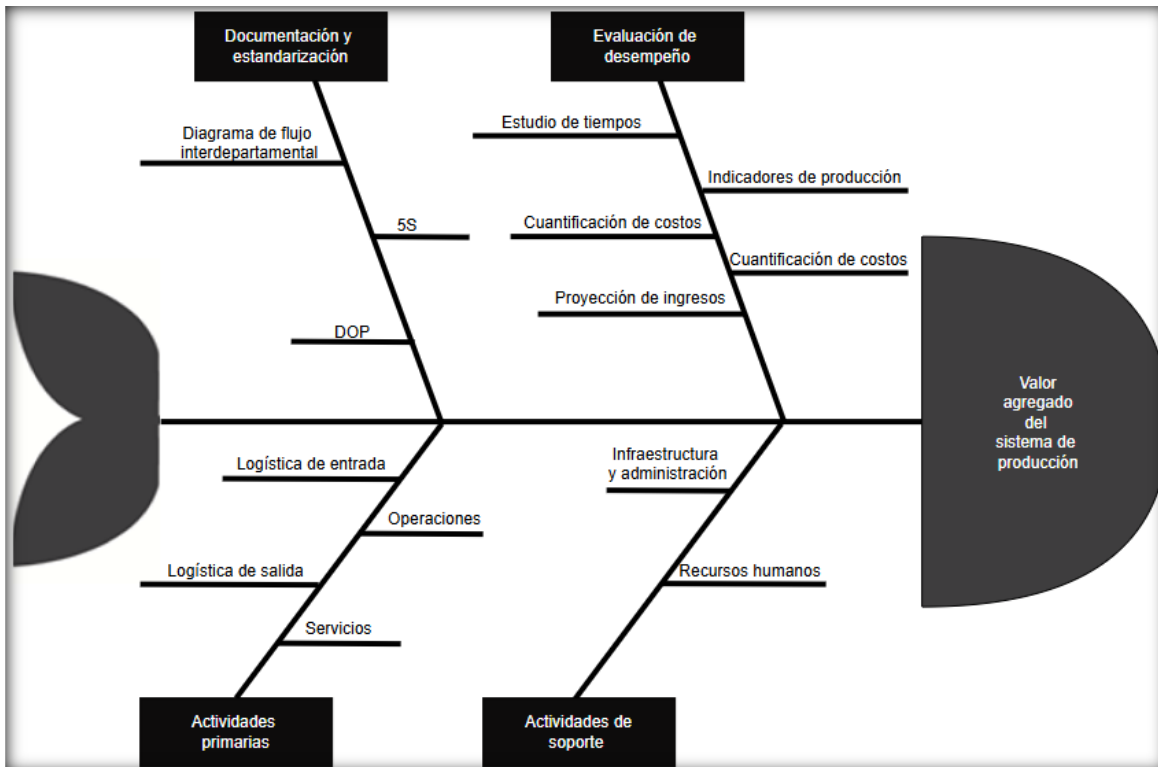 Documentación y
estandarización
Evaluación de
desempeño
Estudio de tiempos
Diagrama de flujo
interdepartamental
Indicadores de producción
5S
Cuantificación de costos
Cuantificación de costos
Proyección de ingresos
DOP
Valor
agregado
del
sistema de
producción
Logística de entrada
Infraestructura
y administración
Operaciones
Logística de salida
Recursos humanos
Servicios
Actividades
primarias
Actividades de
soporte